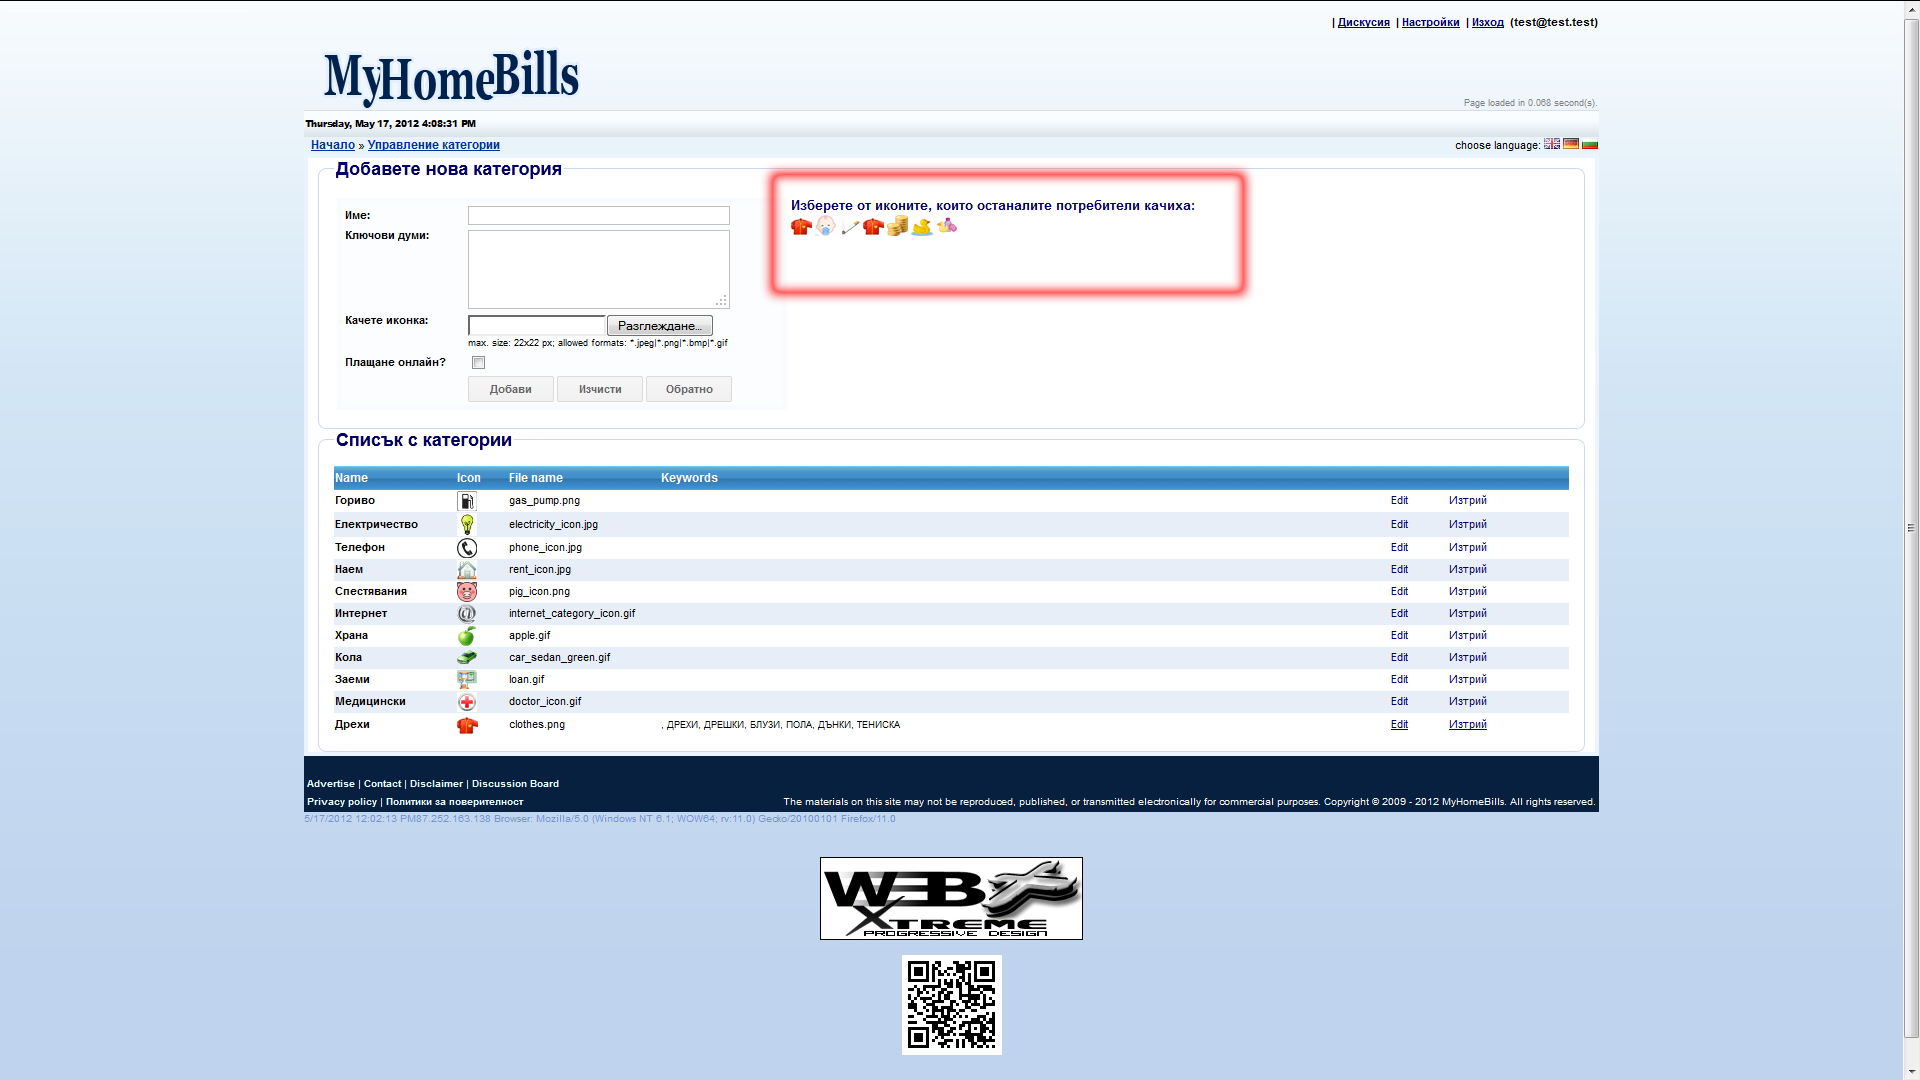 | Дискусия | Настройки | Изход (test@test.test)
MyHomeBills
Page loaded in 0.068 second(s).
Thursday, May 17, 2012 4:08:31 PM
Начало » Управление категории
choose language:
Добавете нова категория
Име:
Ключови думи:
Качете иконка:
Разглеждане...
max. size: 22x22 px; allowed formats: *.jpeg|*.png|*.bmp|*.gif
Плащане онлайн?
Добави Изчисти Обратно
Изберете от иконите, които останалите потребители качиха:
Списък с категории
Name Icon File name Keywords
Гориво gas_pump.png Edit Изтрий
Електричество electricity_icon.jpg Edit Изтрий
Телефон phone_icon.jpg Edit Изтрий
Наем rent_icon.jpg Edit Изтрий
Спестявания pig_icon.png Edit Изтрий
Интернет internet_category_icon.gif Edit Изтрий
Храна apple.gif Edit Изтрий
Кола car_sedan_green.gif Edit Изтрий
Заеми loan.gif Edit Изтрий
Медицински doctor_icon.gif Edit Изтрий
Дрехи clothes.png , ДРЕХИ, ДРЕШКИ, БЛУЗИ, ПОЛА, ДЪНКИ, ТЕНИСКА Edit Изтрий
Advertise | Contact | Disclaimer | Discussion Board
Privacy policy | Политики за поверителност
The materials on this site may not be reproduced, published, or transmitted electronically for commercial purposes. Copyright © 2009 - 2012 MyHomeBills. All rights reserved.
5/17/2012 12:02:13 PM87.252.163.138 Browser: Mozilla/5.0 (Windows NT 6.1; WOW64; rv:11.0) Gecko/20100101 Firefox/11.0
WEB
XTREME
PROGRESSIVE DESIGN